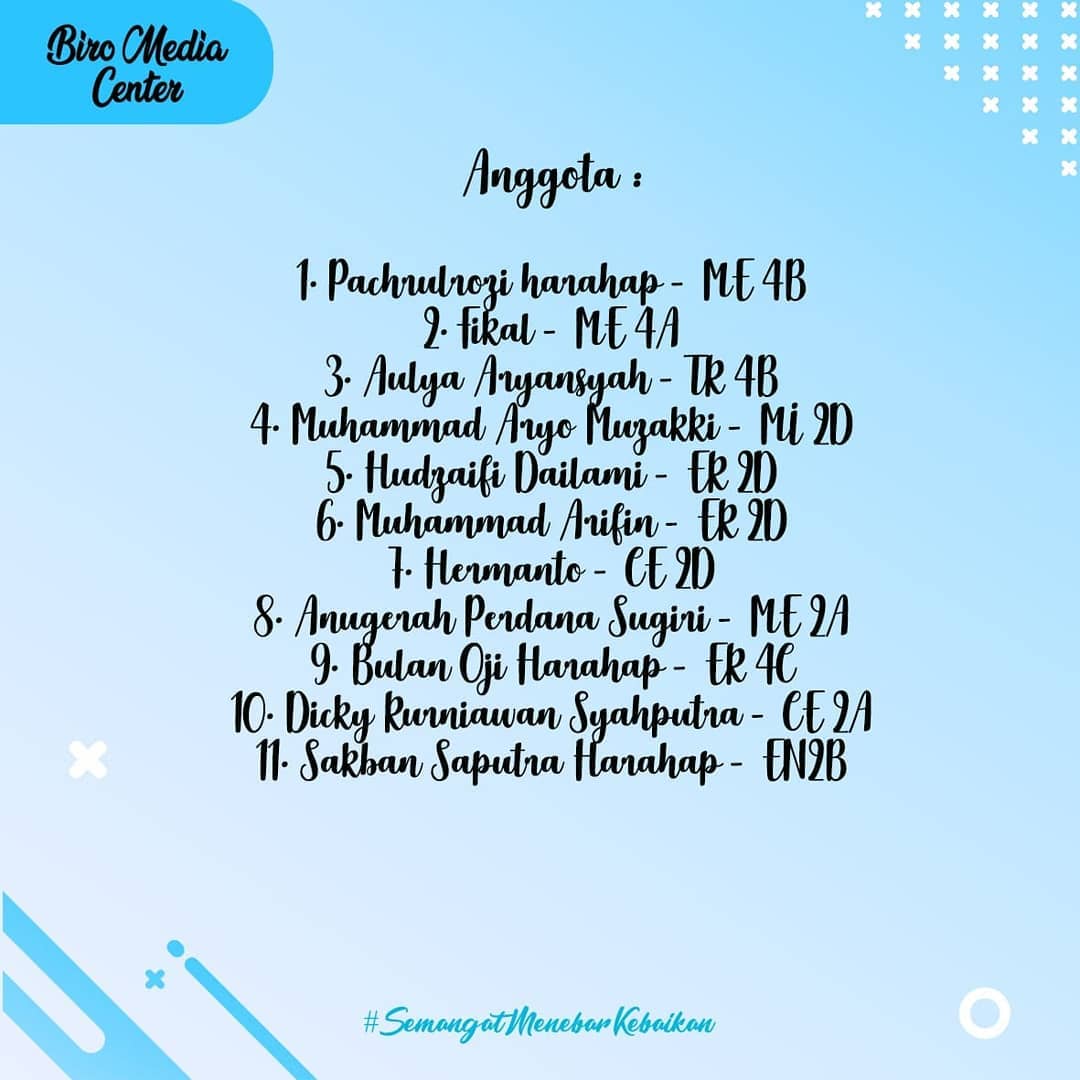 Biro Media
Center
Anggota :
1. Pachrulrozi harahap - ME 4B
2. Fikal - ME 4A
3. Aulya Aryansyah - TR 4B
4. Muhammad Aryo Muzakki - Mi 2D
5. Hudzaifi Dailami - ER 2D
6. Muhammad Arifin - ER 2D
7. Hermanto - CE 2D
8. Anugerah Perdana Sugiri - ME 2A
9. Bulan Oji Harahap - ER 4C
10. Dicky Kurniawan Syahputra - CE 2A
11. Sakban Saputra Harahap - EN2B
#SemangatMenebarKebaikan